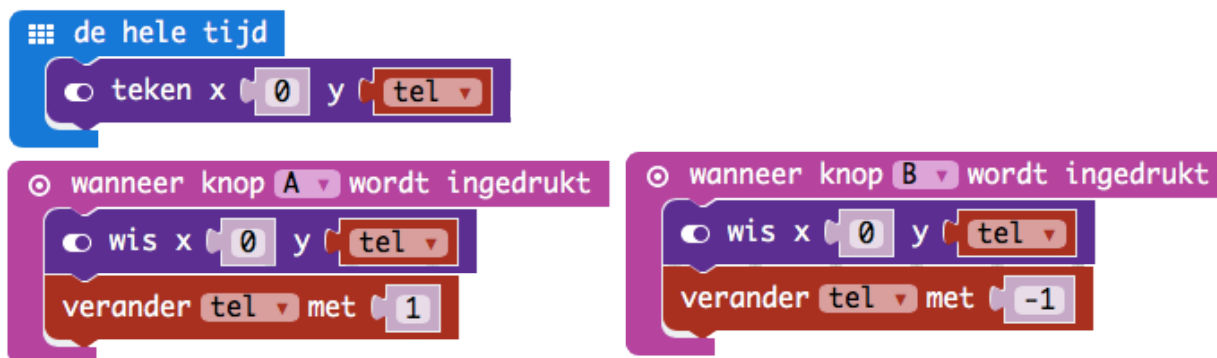 de hele tijd
teken x 0 y tel
wanneer knop A wordt ingedrukt
wis x 0 y tel
verander tel met 1
wanneer knop B wordt ingedrukt
wis x 0 y tel
verander tel met -1